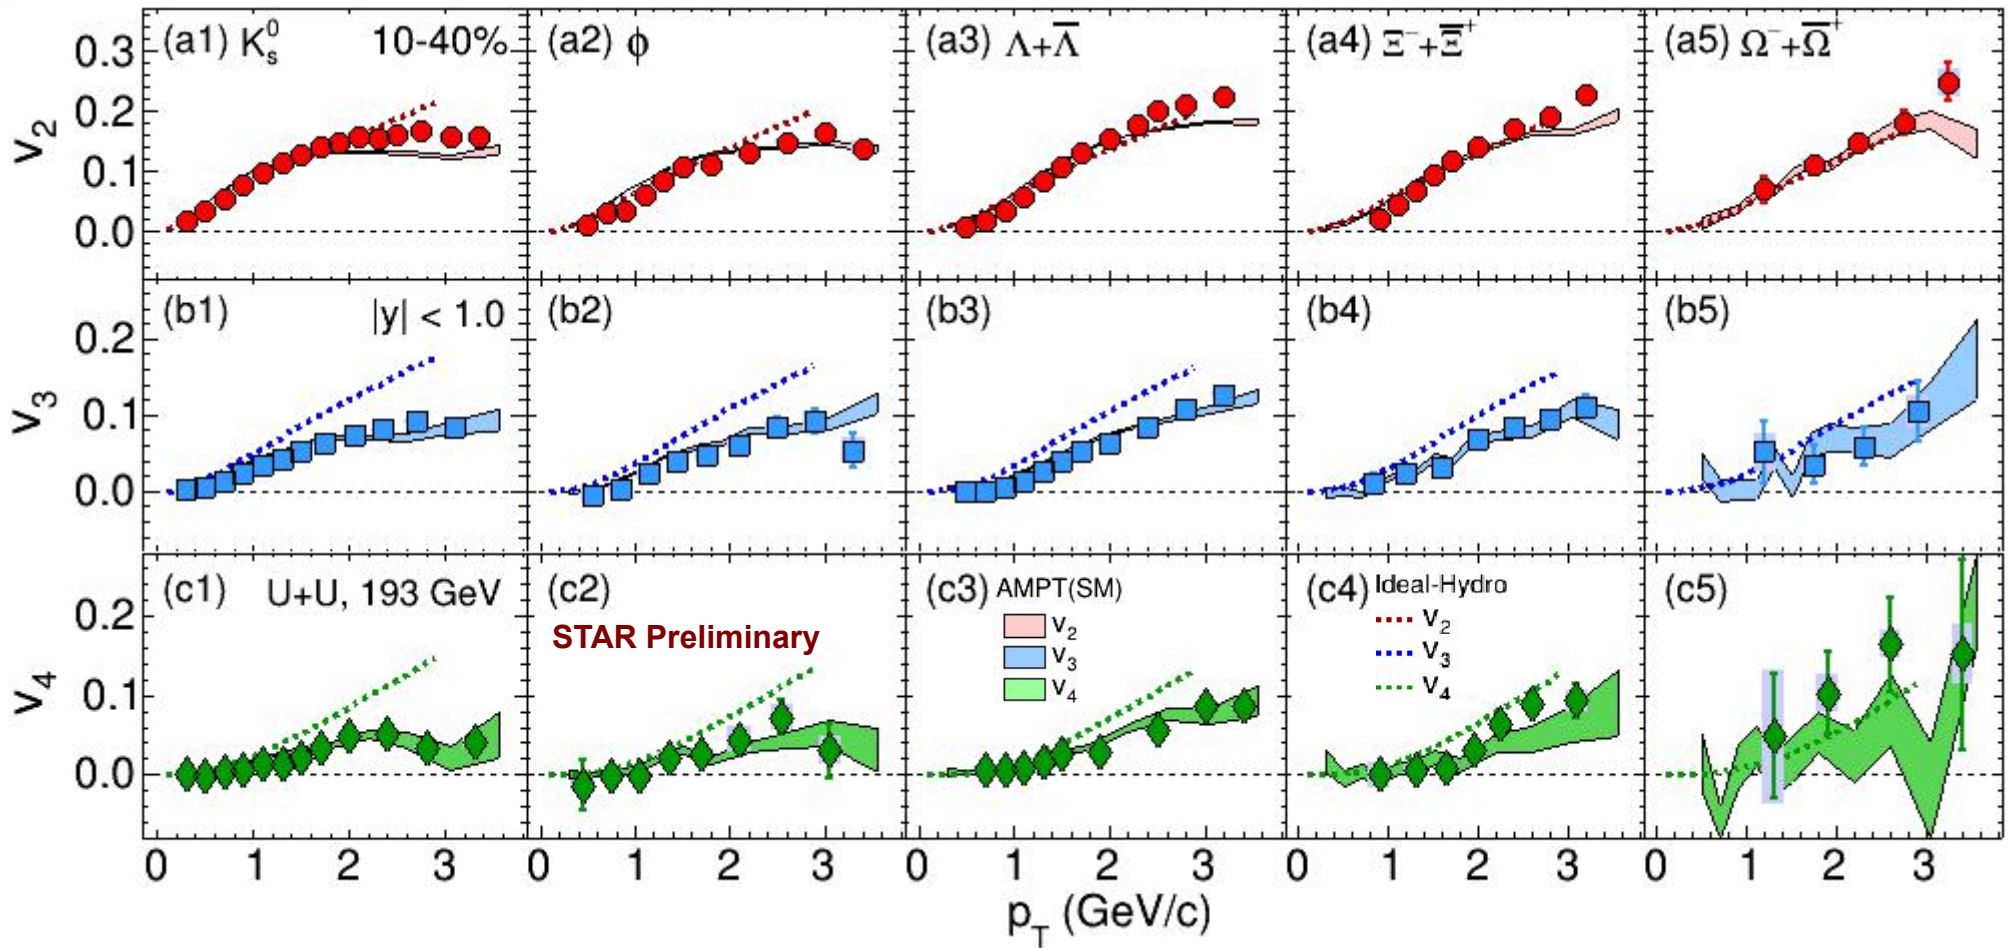 (a1) K⁰ₛ 10-40%
(a2) ϕ
(a3) Λ+Λ̅
(a4) Ξ⁻+Ξ̅⁺
(a5) Ω⁻+Ω̅⁺
v₂
0.3
0.2
0.1
0.0
(b1) |y| < 1.0
(b2)
(b3)
(b4)
(b5)
v₃
0.2
0.1
0.0
(c1) U+U, 193 GeV
(c2)
STAR Preliminary
(c3) AMPT(SM)
v₂
v₃
v₄
(c4) Ideal-Hydro
v₂
v₃
v₄
(c5)
v₄
0.2
0.1
0.0
0 1 2 3 0 1 2 3 0 1 2 3 0 1 2 3 0 1 2 3
p_T (GeV/c)